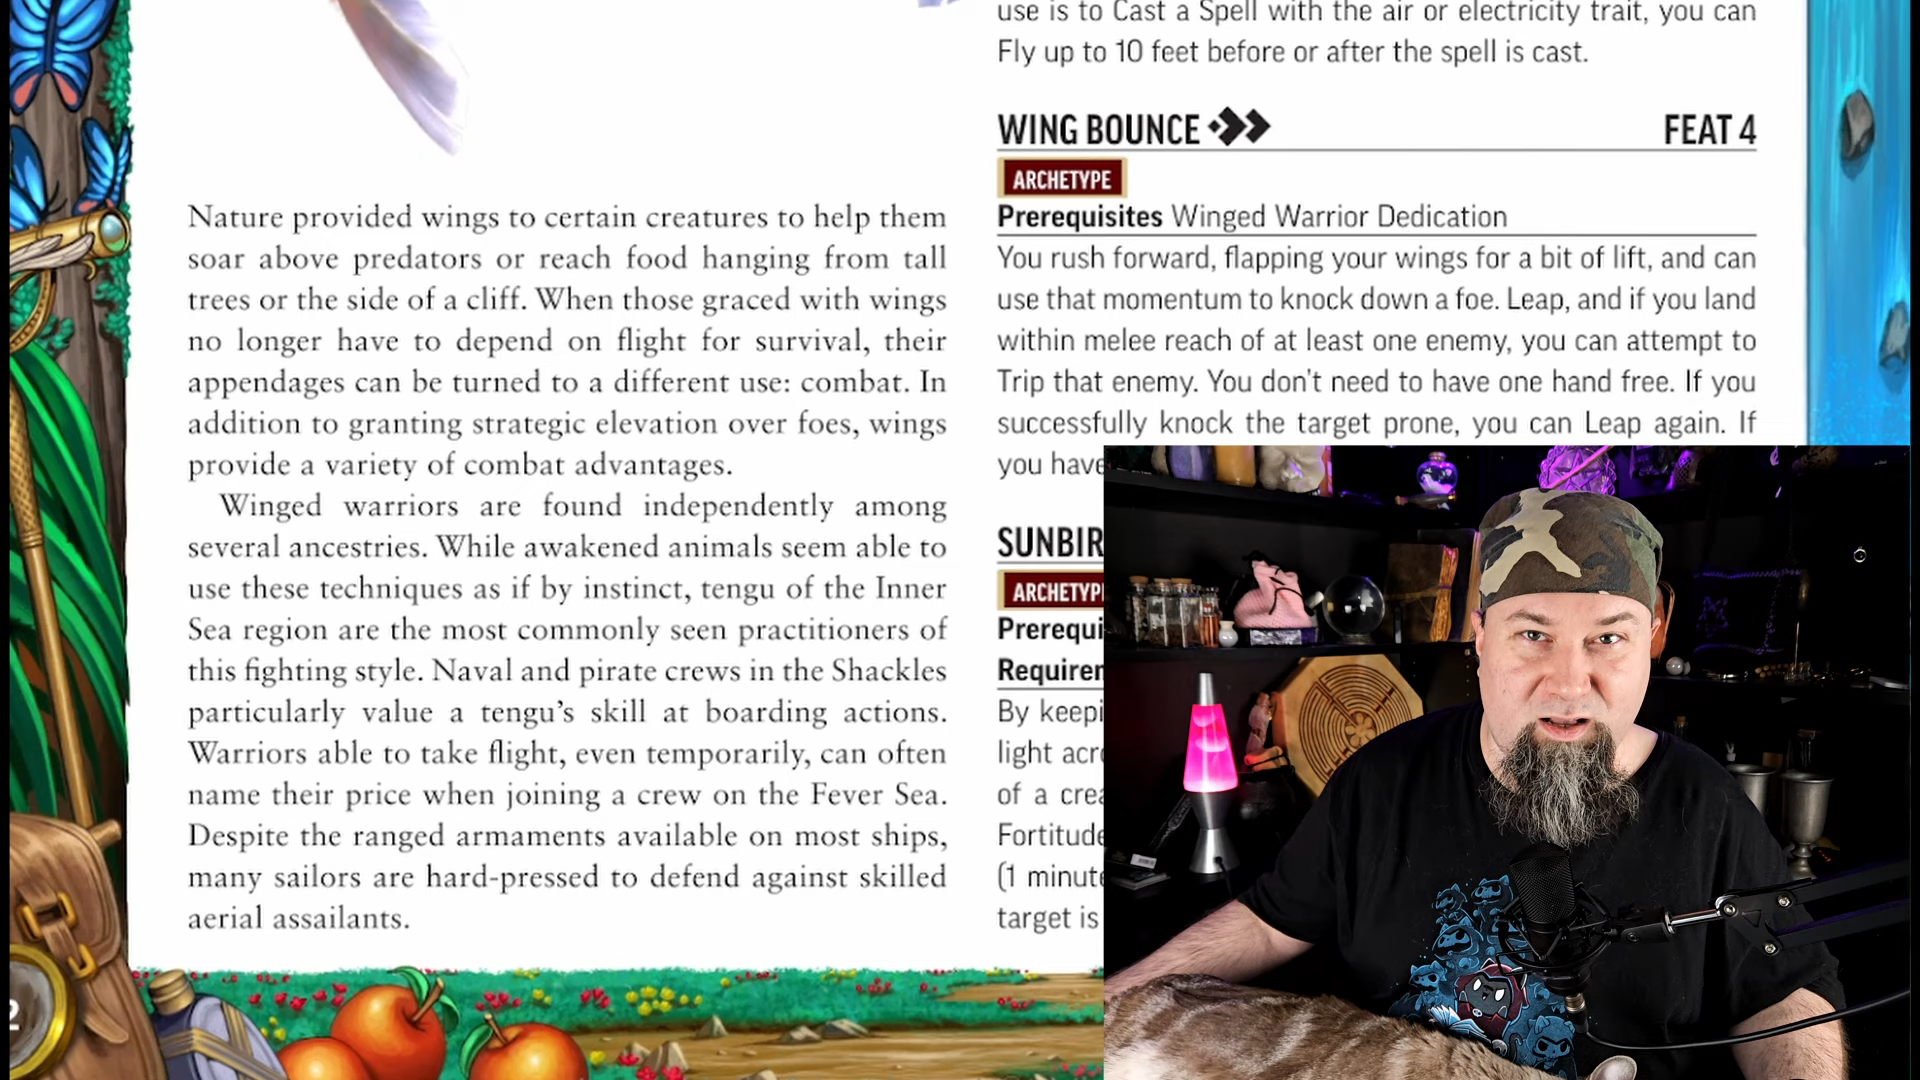 Nature provided wings to certain creatures to help them
soar above predators or reach food hanging from tall
trees or the side of a cliff. When those graced with wings
no longer have to depend on flight for survival, their
appendages can be turned to a different use: combat. In
addition to granting strategic elevation over foes, wings
provide a variety of combat advantages.
Winged warriors are found independently among
several ancestries. While awakened animals seem able to
use these techniques as if by instinct, tengu of the Inner
Sea region are the most commonly seen practitioners of
this fighting style. Naval and pirate crews in the Shackles
particularly value a tengu's skill at boarding actions.
Warriors able to take flight, even temporarily, can often
name their price when joining a crew on the Fever Sea.
Despite the ranged armaments available on most ships,
many sailors are hard-pressed to defend against skilled
aerial assailants.
2
use is to Cast a Spell with the air or electricity trait, you can
Fly up to 10 feet before or after the spell is cast.
WING BOUNCE FEAT 4
ARCHETYPE
Prerequisites Winged Warrior Dedication
You rush forward, flapping your wings for a bit of lift, and can
use that momentum to knock down a foe. Leap, and if you land
within melee reach of at least one enemy, you can attempt to
Trip that enemy. You don't need to have one hand free. If you
successfully knock the target prone, you can Leap again. If
you have
SUNBIR
ARCHETYP
Prerequi
Requirem
By keepi
light acro
of a crea
Fortitude
(1 minute
target is